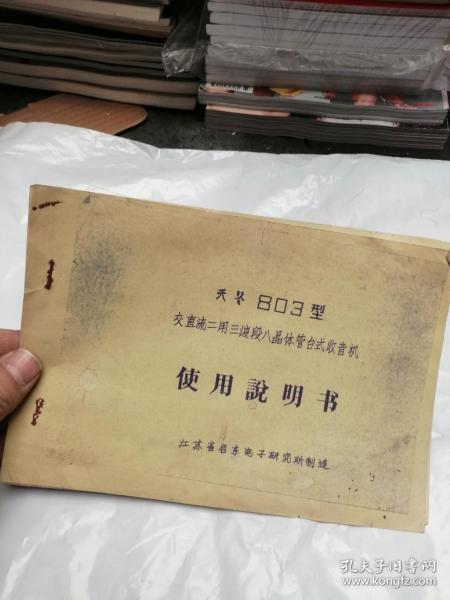 天琴 803型
交直流二用三波段八晶体管台式收音机
使用說明书
江苏省启东电子研究所制造
孔夫子旧书网
www.kongfz.com